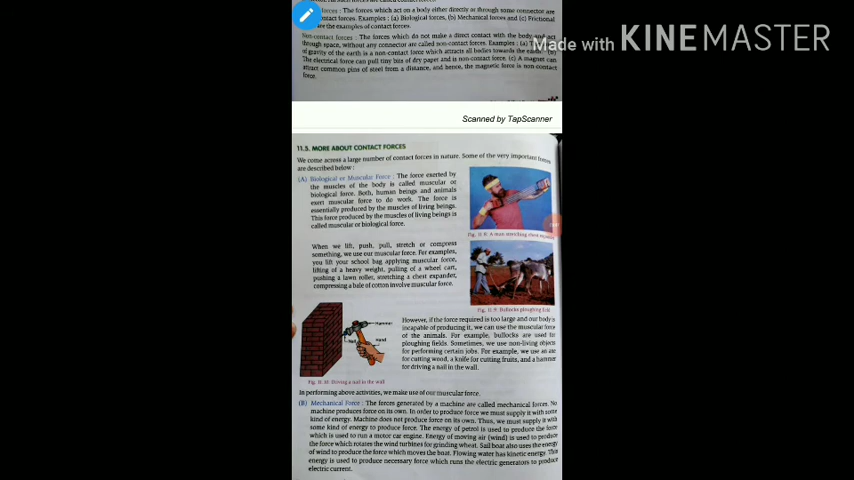 forces : The forces which act on a body either directly or through some connector are
contact forces. Examples : (a) Biological forces, (b) Mechanical forces and (c) Frictional
are the examples of contact forces.
Non-contact forces : The forces which do not make a direct contact with the body and act
through space, without any connector are called non-contact forces. Examples : (a) T
of gravity of the earth is a non-contact force which attracts all bodies towards the earth. (b)
The electrical force can pull tiny bits of dry paper and is non-contact force. (c) A magnet can
attract common pins of steel from a distance, and hence, the magnetic force is non-contact
force.
Made with KINEMASTER
Scanned by TapScanner
11.5. MORE ABOUT CONTACT FORCES
We come across a large number of contact forces in nature. Some of the very important forces
are described below :
(A) Biological or Muscular Force : The force exerted by
the muscles of the body is called muscular or
biological force. Both, human beings and animals
exert muscular force to do work. The force is
essentially produced by the muscles of living beings.
This force produced by the muscles of living beings is
called muscular or biological force.
Fig. 11.8: A man stretching chest expander
When we lift, push, pull, stretch or compress
something, we use our muscular force. For examples,
you lift your school bag applying muscular force,
lifting of a heavy weight, pulling of a wheel cart,
pushing a lawn roller, stretching a chest expander,
compressing a bale of cotton involve muscular force.
Fig. 11.9: Bullocks ploughing field
Hammer
Nail
Hand
Fig. 11.10: Driving a nail in the wall
However, if the force required is too large and our body is
incapable of producing it, we can use the muscular force
of the animals. For example, bullocks are used for
ploughing fields. Sometimes, we use non-living objects
for performing certain jobs. For example, we use an axe
for cutting wood, a knife for cutting fruits, and a hammer
for driving a nail in the wall.
In performing above activities, we make use of our muscular force.
(B) Mechanical Force : The forces generated by a machine are called mechanical forces. No
machine produces force on its own. In order to produce force we must supply it with some
kind of energy. Machine does not produce force on its own. Thus, we must supply it with
some kind of energy to produce force. The energy of petrol is used to produce the force
which is used to run a motor car engine. Energy of moving air (wind) is used to produce
the force which rotates the wind turbines for grinding wheat. Sail boat also uses the energy
of wind to produce the force which moves the boat. Flowing water has kinetic energy. This
energy is used to produce necessary force which runs the electric generators to produce
electric current.